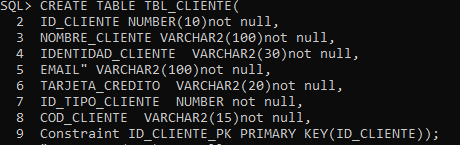 SQL> CREATE TABLE TBL_CLIENTE(
2 ID_CLIENTE NUMBER(10)not null,
3 NOMBRE_CLIENTE VARCHAR2(100)not null,
4 IDENTIDAD_CLIENTE  VARCHAR2(30)not null,
5 EMAIL" VARCHAR2(100)not null,
6 TARJETA_CREDITO  VARCHAR2(20)not null,
7 ID_TIPO_CLIENTE  NUMBER not null,
8 COD_CLIENTE  VARCHAR2(15)not null,
9 Constraint ID_CLIENTE_PK PRIMARY KEY(ID_CLIENTE));